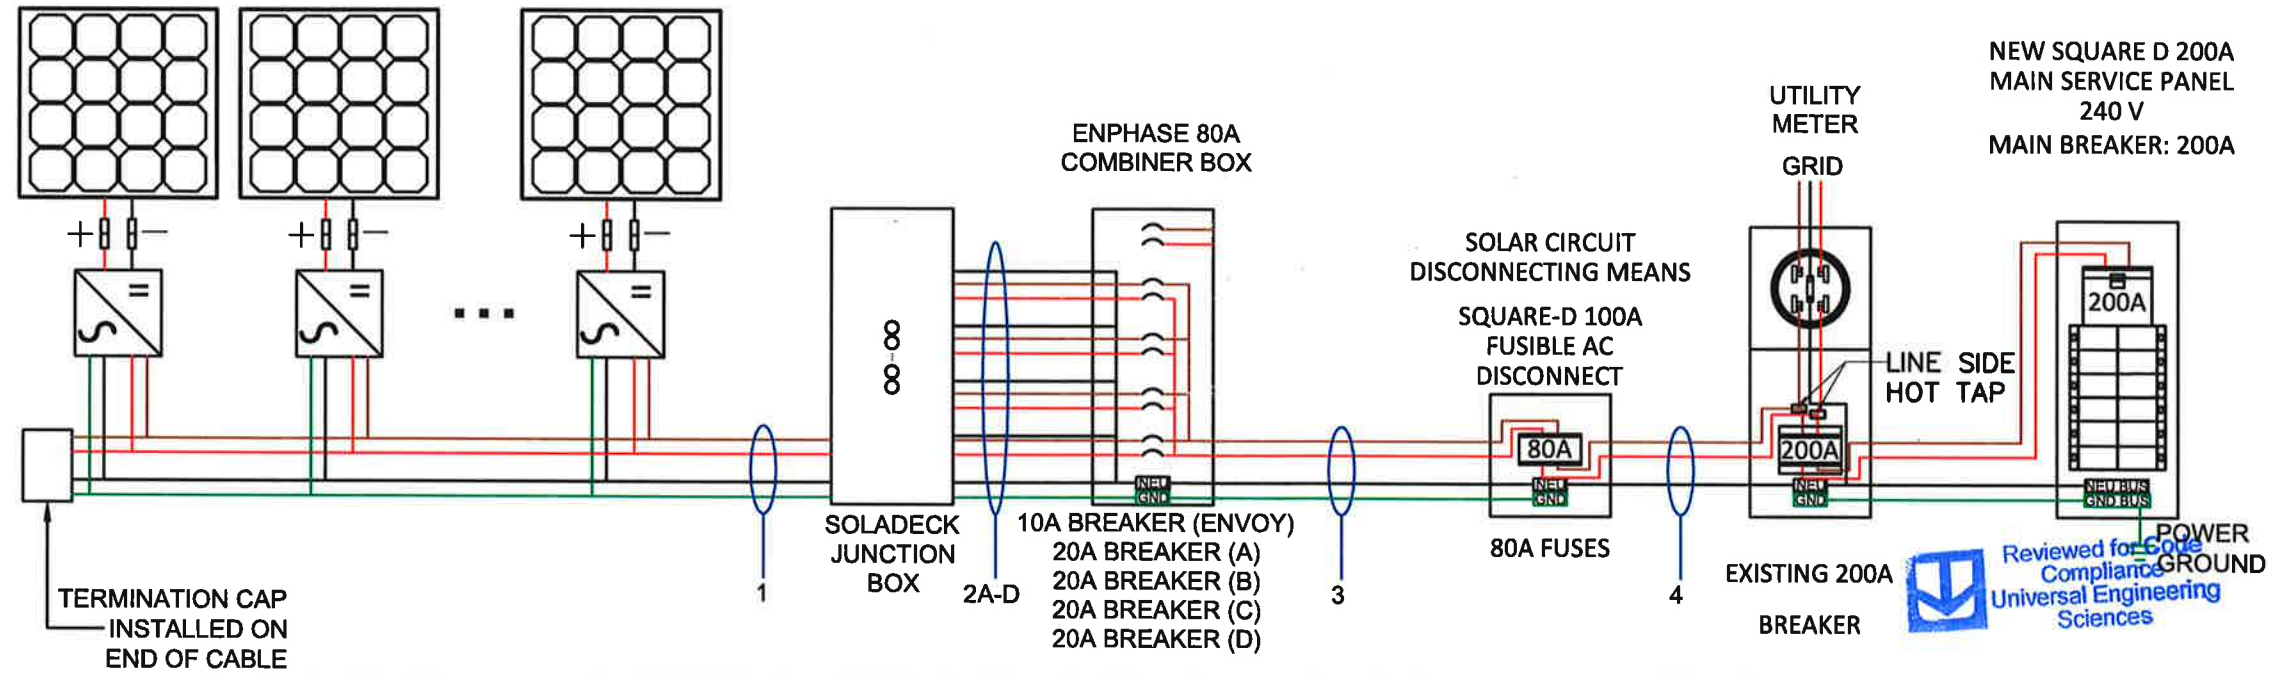 NEW SQUARE D 200A
MAIN SERVICE PANEL
240 V
MAIN BREAKER: 200A
UTILITY
METER
GRID
ENPHASE 80A
COMBINER BOX
SOLAR CIRCUIT
DISCONNECTING MEANS
SQUARE-D 100A
FUSIBLE AC
DISCONNECT
+ —
+ —
+ —
LINE SIDE
HOT TAP
200A
80A
200A
NEU
GND
NEU
GND
NEU
GND
NEU BUS
GND BUS
SOLADECK
JUNCTION
BOX
10A BREAKER (ENVOY)
20A BREAKER (A)
20A BREAKER (B)
20A BREAKER (C)
20A BREAKER (D)
80A FUSES
EXISTING 200A
BREAKER
POWER
GROUND
Reviewed for Code
Compliance
Universal Engineering
Sciences
1
2A-D
3
4
TERMINATION CAP
INSTALLED ON
END OF CABLE